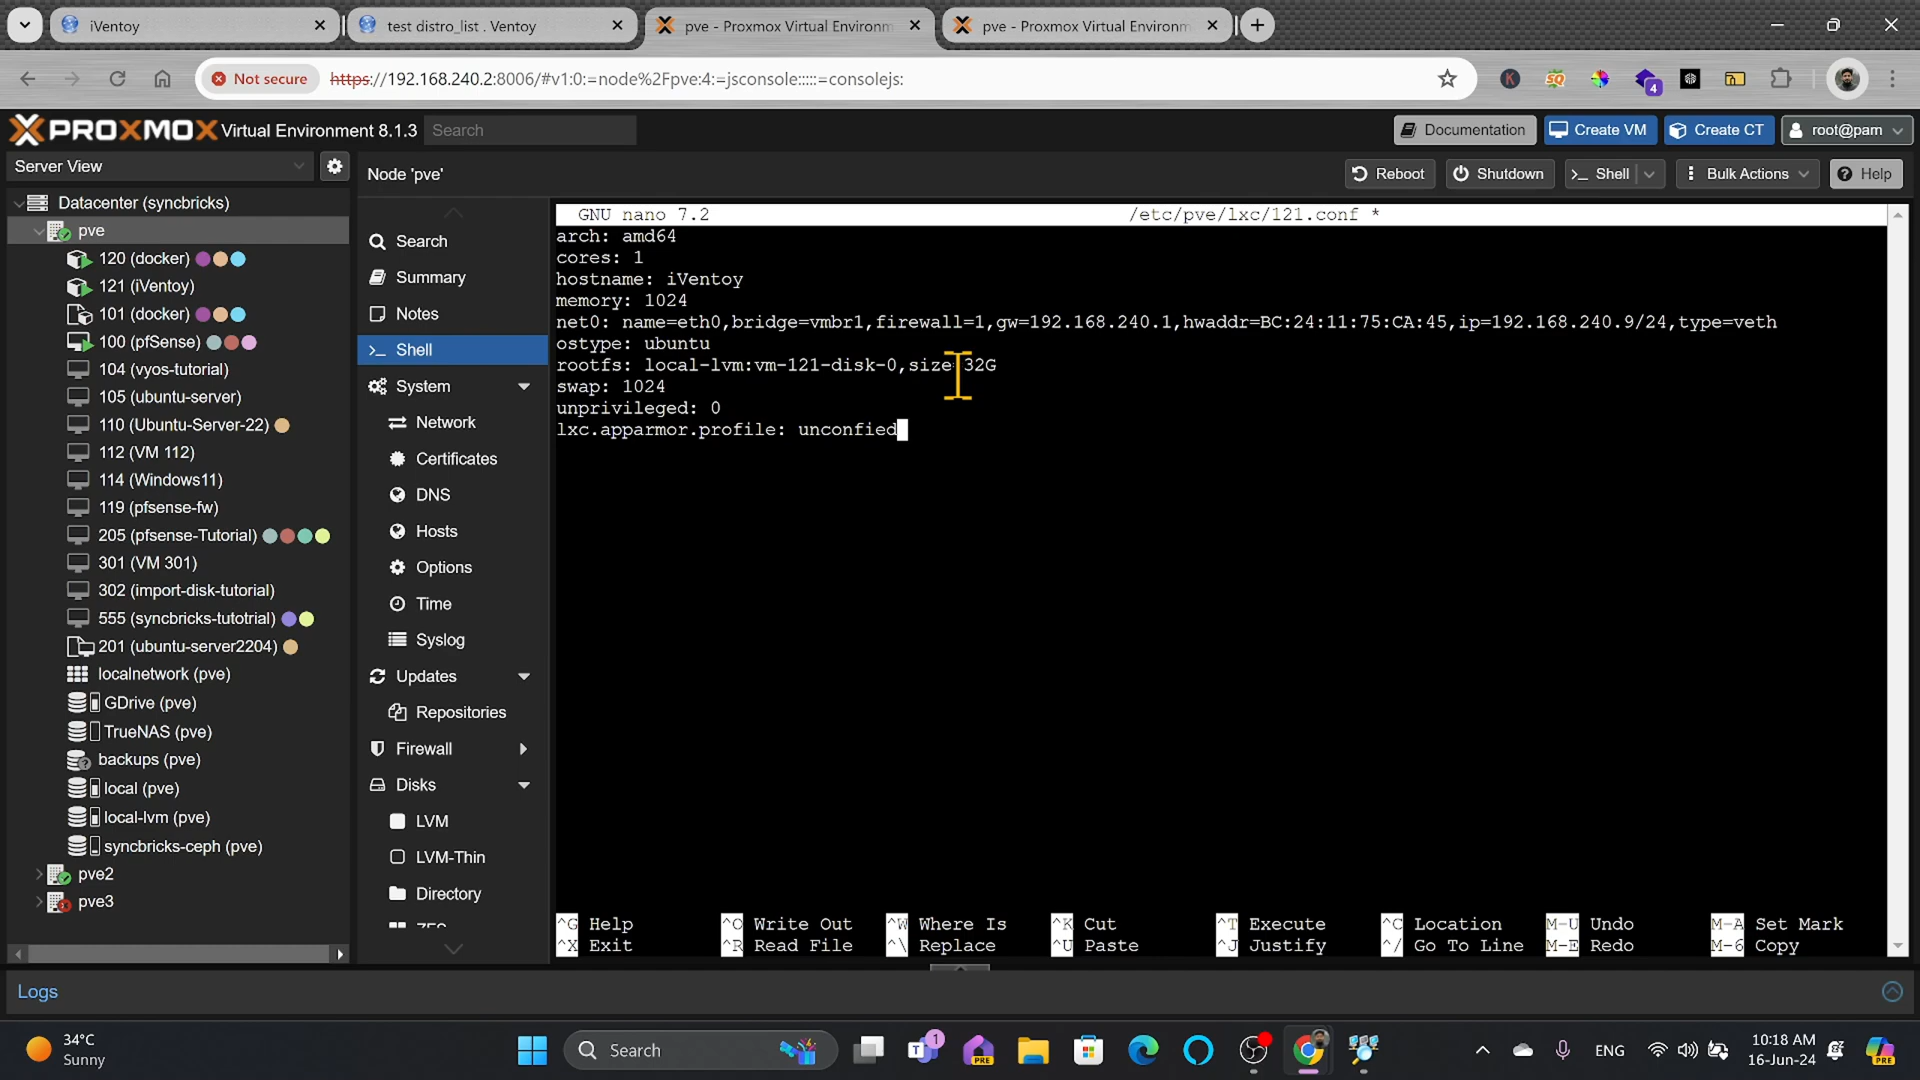 iVentoy
test distro_list . Ventoy
pve - Proxmox Virtual Environm
pve - Proxmox Virtual Environm
Not secure
https://192.168.240.2:8006/#v1:0:=node%2Fpve:4:=jsconsole:::::=consolejs:
4
PROXMOX Virtual Environment 8.1.3 Search
Documentation Create VM Create CT root@pam
Server View
Node 'pve'
Reboot Shutdown >_ Shell Bulk Actions Help
Datacenter (syncbricks)
pve
120 (docker)
121 (iVentoy)
101 (docker)
100 (pfSense)
104 (vyos-tutorial)
105 (ubuntu-server)
110 (Ubuntu-Server-22)
112 (VM 112)
114 (Windows11)
119 (pfsense-fw)
205 (pfsense-Tutorial)
301 (VM 301)
302 (import-disk-tutorial)
555 (syncbricks-tutotrial)
201 (ubuntu-server2204)
localnetwork (pve)
GDrive (pve)
TrueNAS (pve)
backups (pve)
local (pve)
local-lvm (pve)
syncbricks-ceph (pve)
pve2
pve3
Search
Summary
Notes
>_ Shell
System
Network
Certificates
DNS
Hosts
Options
Time
Syslog
Updates
Repositories
Firewall
Disks
LVM
LVM-Thin
Directory
ZFS
GNU nano 7.2 /etc/pve/lxc/121.conf *
arch: amd64
cores: 1
hostname: iVentoy
memory: 1024
net0: name=eth0,bridge=vmbr1,firewall=1,gw=192.168.240.1,hwaddr=BC:24:11:75:CA:45,ip=192.168.240.9/24,type=veth
ostype: ubuntu
rootfs: local-lvm:vm-121-disk-0,size=32G
swap: 1024
unprivileged: 0
lxc.apparmor.profile: unconfied
^G Help ^O Write Out ^W Where Is ^K Cut ^T Execute ^C Location M-U Undo M-A Set Mark
^X Exit ^R Read File ^\ Replace ^U Paste ^J Justify ^/ Go To Line M-E Redo M-6 Copy
Logs
34°C
Sunny
Search
1
PRE
ENG
10:18 AM
16-Jun-24
PRE